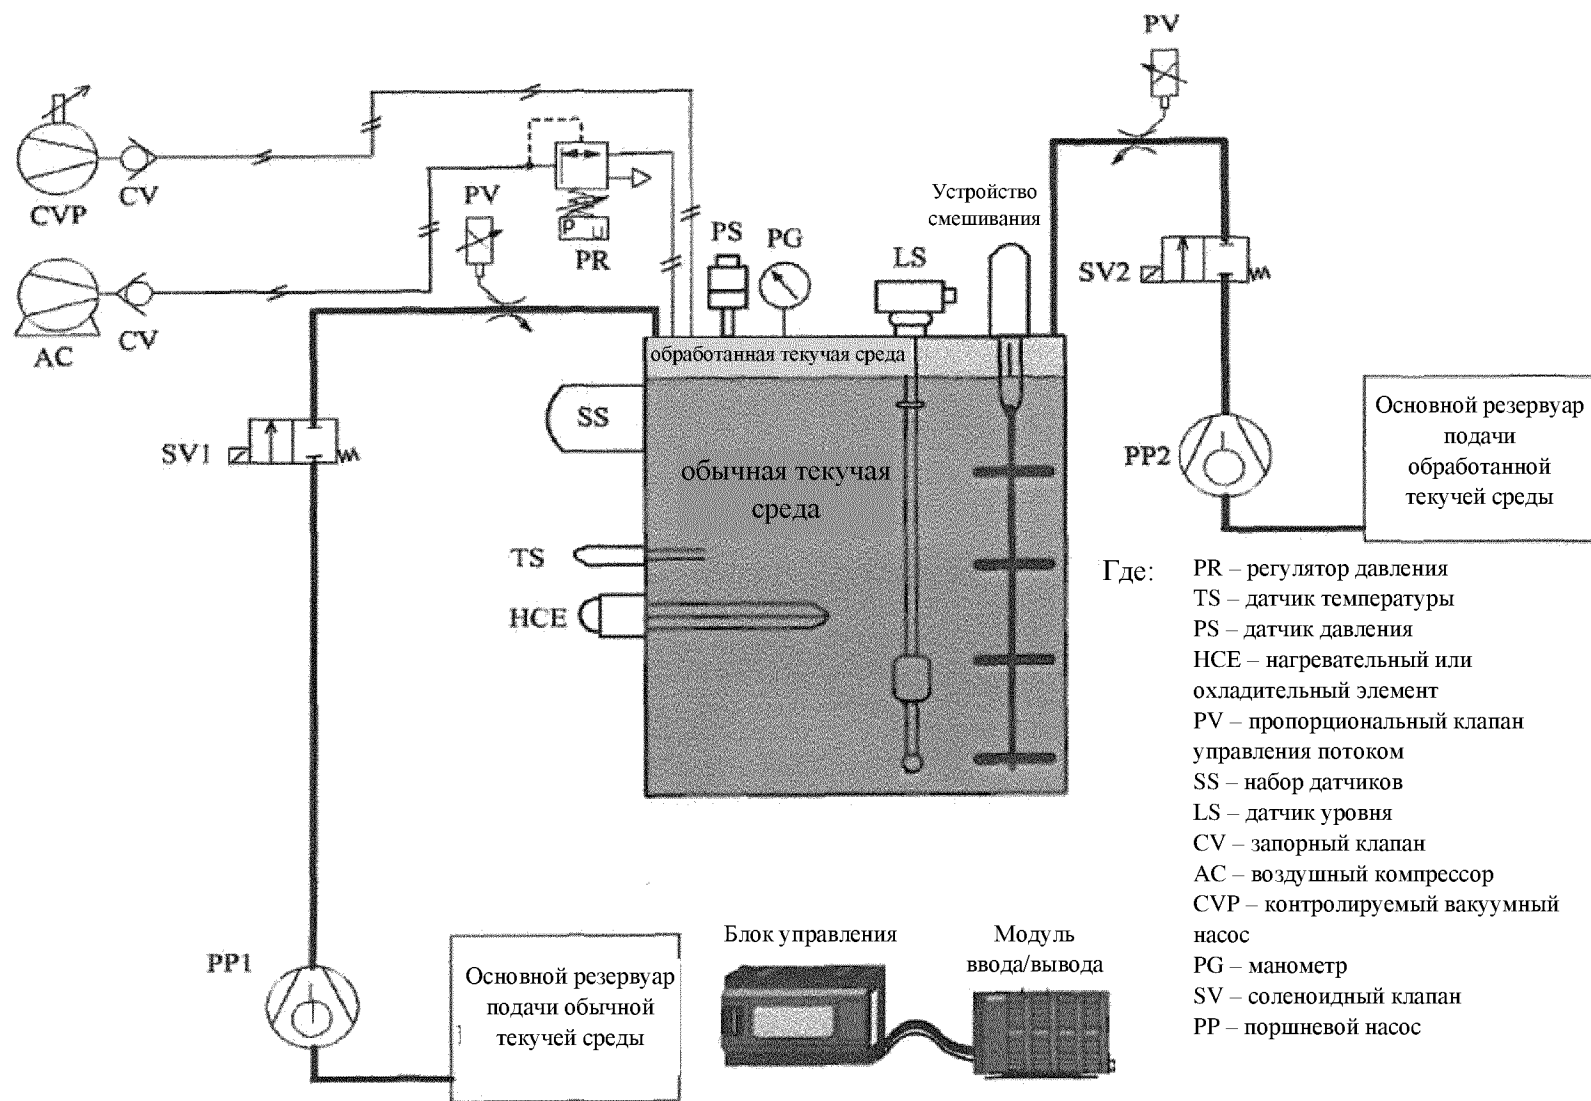 PV
CVP
CV
PV
PR
P
U
AC
CV
PS
PG
LS
Устройство
смешивания
SV2
обработанная текучая среда
SS
обычная текучая
среда
SV1
TS
HCE
PP2
Основной резервуар
подачи
обработанной
текучей среды
Где:
PR – регулятор давления
TS – датчик температуры
PS – датчик давления
HCE – нагревательный или
охладительный элемент
PV – пропорциональный клапан
управления потоком
SS – набор датчиков
LS – датчик уровня
CV – запорный клапан
AC – воздушный компрессор
CVP – контролируемый вакуумный
насос
PG – манометр
SV – соленоидный клапан
PP – поршневой насос
PP1
Основной резервуар
подачи обычной
текучей среды
Блок управления
Модуль
ввода/вывода